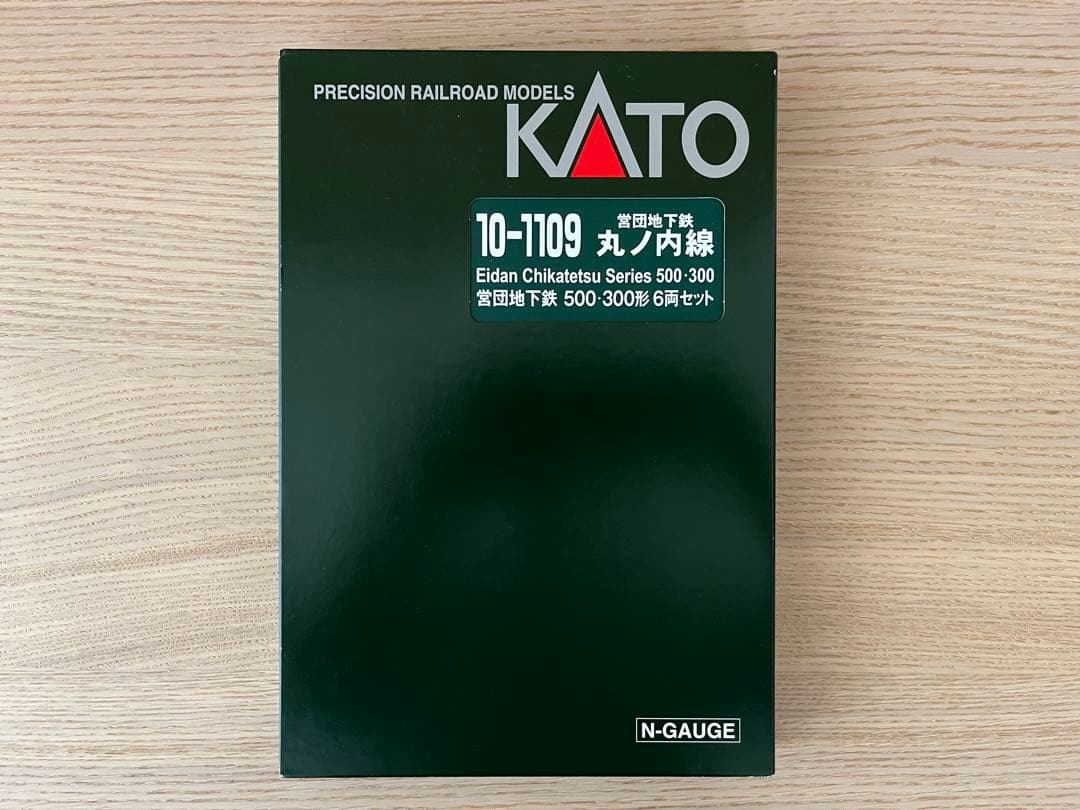 PRECISION RAILROAD MODELS
KATO
10-1109
営団地下鉄
丸ノ内線
Eidan Chikatetsu Series 500·300
営団地下鉄 500·300形 6両セット
N-GAUGE